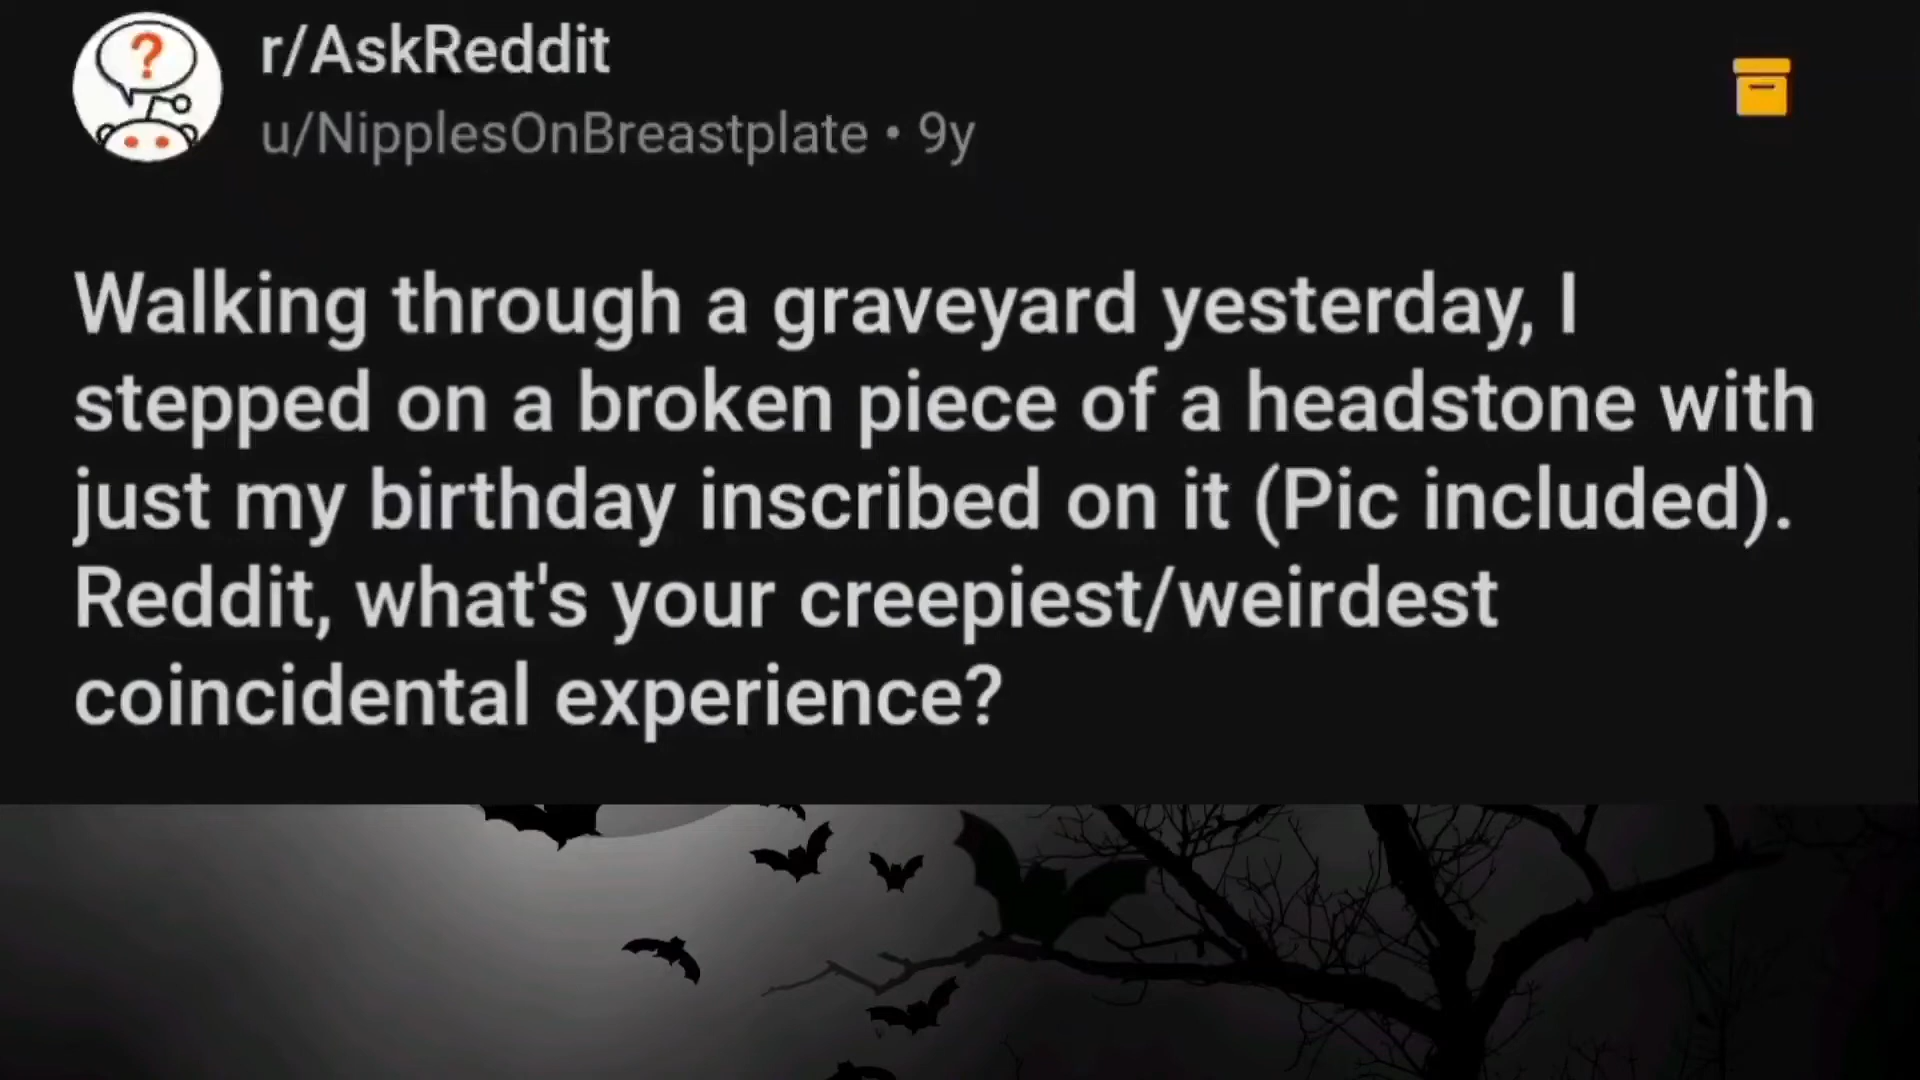 r/AskReddit
u/NipplesOnBreastplate • 9y
Walking through a graveyard yesterday, I
stepped on a broken piece of a headstone with
just my birthday inscribed on it (Pic included).
Reddit, what's your creepiest/weirdest
coincidental experience?